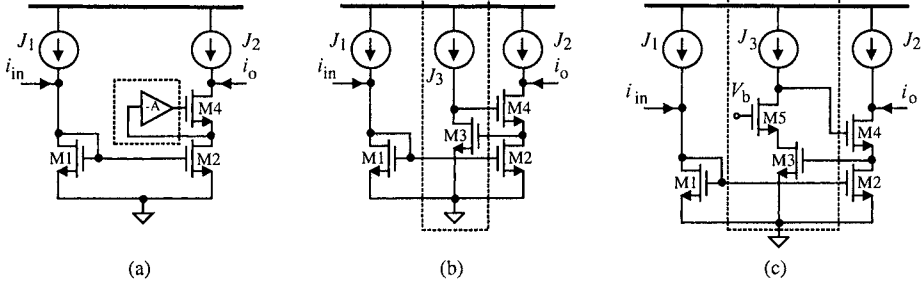 J1 J2
iin io
-A M4
M1 M2
(a)
J1 J3 J2
iin io
M4
M3
M1 M2
(b)
J1 J3 J2
iin Vb io
M5 M4
M3
M1 M2
(c)